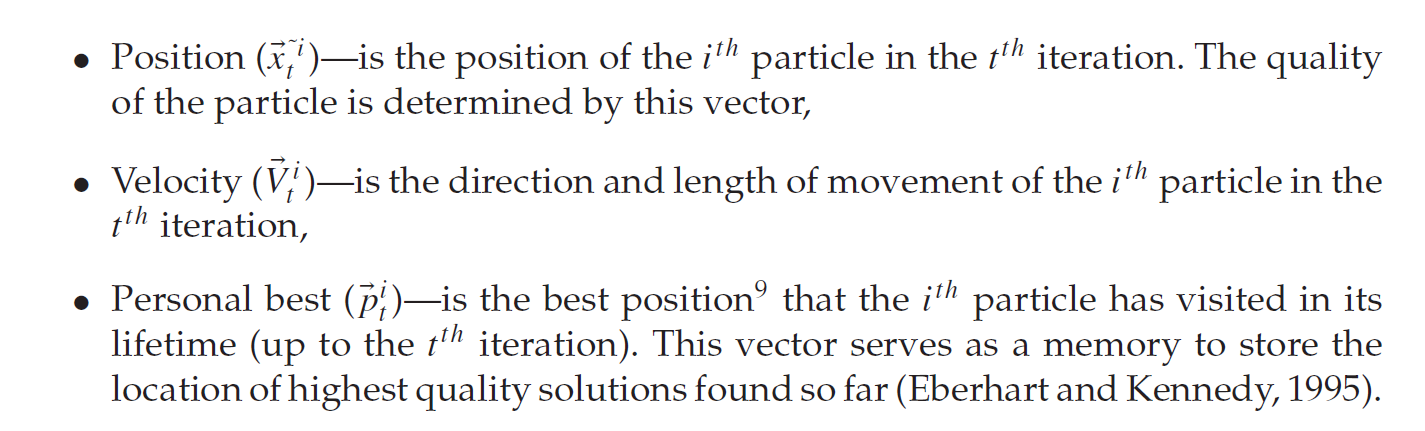 • Position (\(\vec{x}_t^{\,\tilde{i}}\))—is the position of the \(i^{th}\) particle in the \(t^{th}\) iteration. The quality
of the particle is determined by this vector,
• Velocity (\(\vec{V}_t^i\))—is the direction and length of movement of the \(i^{th}\) particle in the
\(t^{th}\) iteration,
• Personal best (\(\vec{p}_t^i\))—is the best position⁹ that the \(i^{th}\) particle has visited in its
lifetime (up to the \(t^{th}\) iteration). This vector serves as a memory to store the
location of highest quality solutions found so far (Eberhart and Kennedy, 1995).